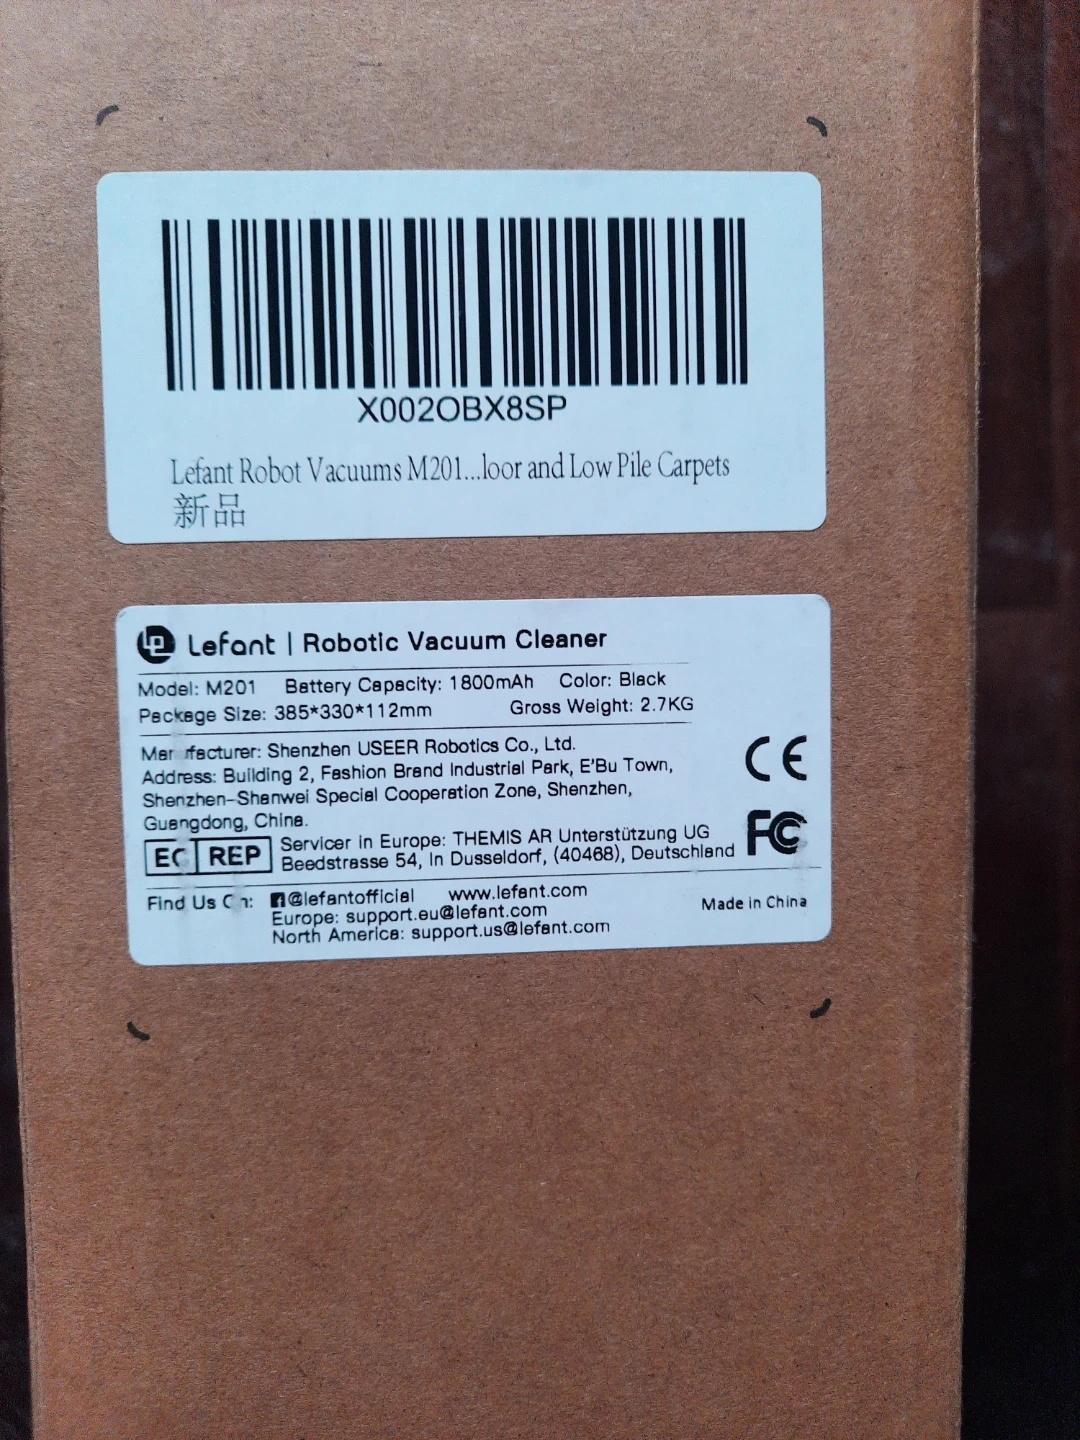 X002OBX8SP
Lefant Robot Vacuums M201...loor and Low Pile Carpets
新品
Lefant | Robotic Vacuum Cleaner
Model: M201 Battery Capacity: 1800mAh Color: Black
Package Size: 385*330*112mm Gross Weight: 2.7KG
Manufacturer: Shenzhen USEER Robotics Co., Ltd.
Address: Building 2, Fashion Brand Industrial Park, E'Bu Town,
Shenzhen-Shanwei Special Cooperation Zone, Shenzhen,
Guangdong, China.
CE
FC
EC REP Servicer in Europe: THEMIS AR Unterstützung UG
Beedstrasse 54, In Dusseldorf, (40468), Deutschland
Find Us On: @lefantofficial www.lefant.com
Europe: support.eu@lefant.com
North America: support.us@lefant.com
Made in China